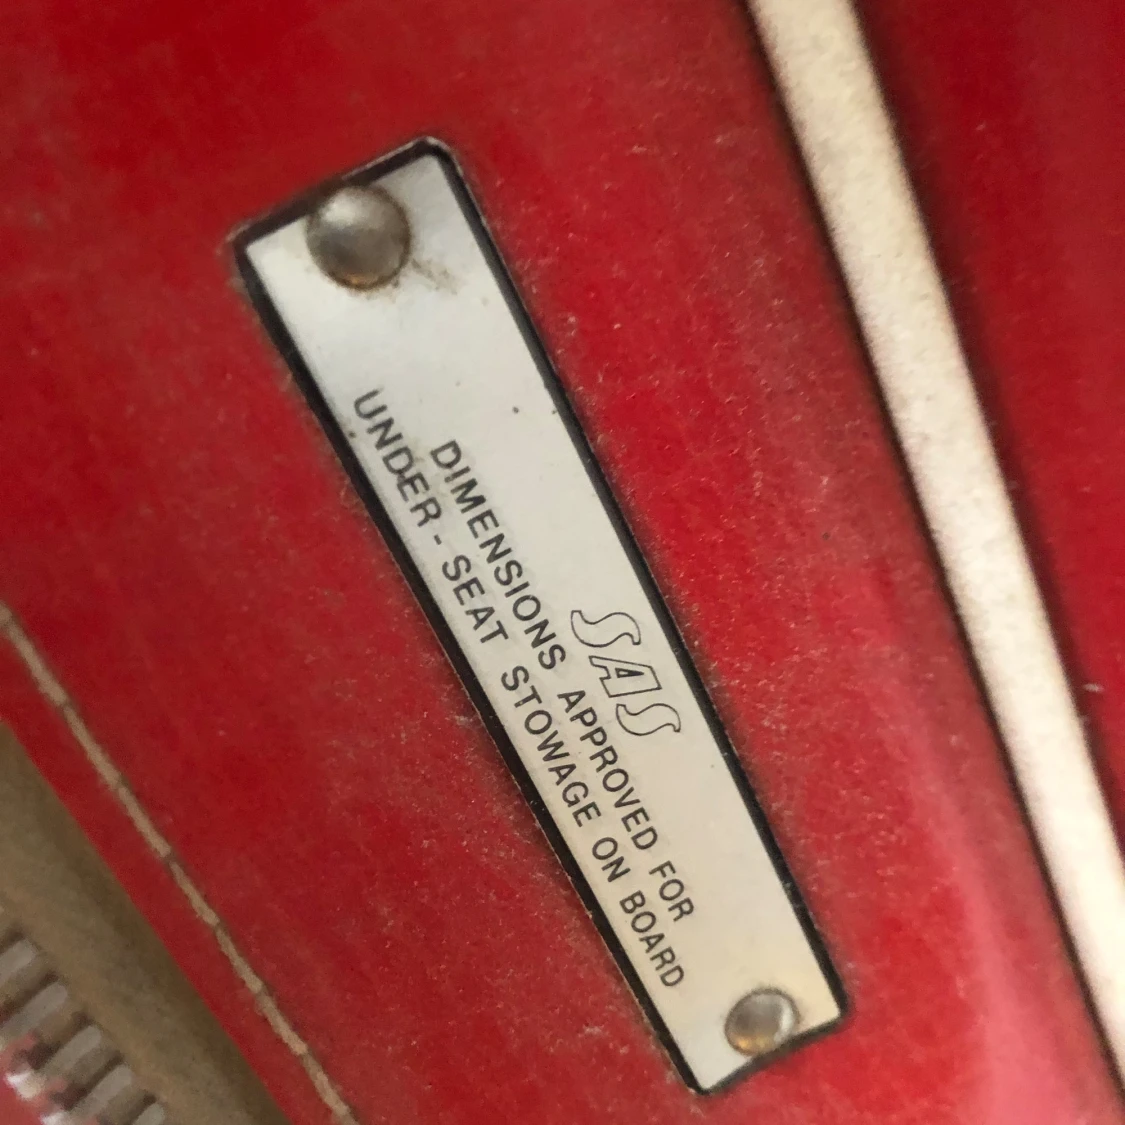 SAS
DIMENSIONS APPROVED FOR
UNDER-SEAT STOWAGE ON BOARD